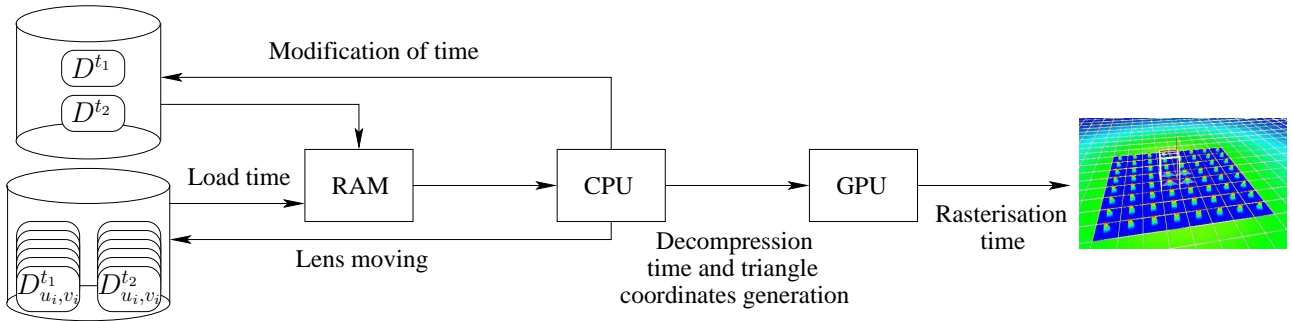 Modification of time
D^{t_1}
D^{t_2}
Load time
RAM
CPU
GPU
Rasterisation
time
Lens moving
Decompression
time and triangle
coordinates generation
D^{t_1}_{u_i,v_i}
D^{t_2}_{u_i,v_i}